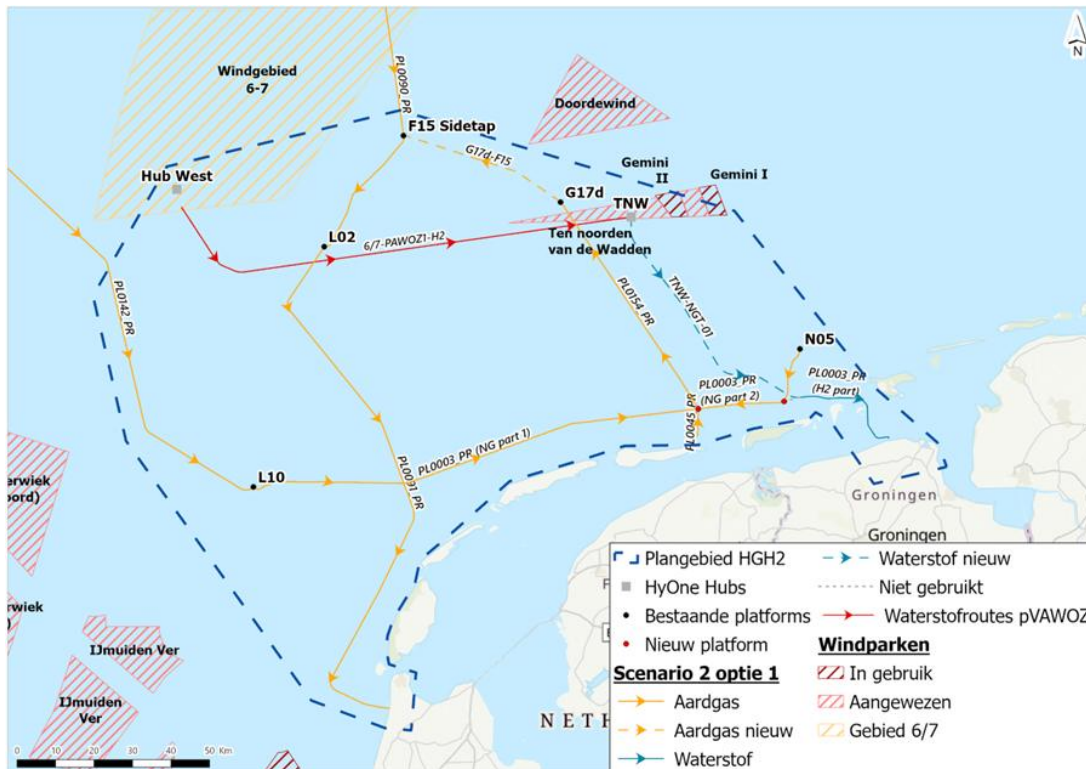 N
Windgebied
6-7
PL0090_PR
Doordewind
F15 Sidetap
G17d-F15
Hub West
Gemini
II
Gemini I
G17d
TNW
L02
6/7-PAWOZ1-H2
Ten noorden
van de Wadden
PL0142_PR
PL0154_PR
TNW-NGT-01
N05
PL0003_PR
(H2 part)
PL0003_PR
(NG part 2)
PL0045_PR
PL0003_PR (NG part 1)
L10
PL0091_PR
erwiek
oord)
Groningen
Groningen
erwiek
)
IJmuiden Ver
IJmuiden
Ver
NETH
0 10 20 30 40 50 Km
Plangebied HGH2
HyOne Hubs
Bestaande platforms
Nieuw platform
Scenario 2 optie 1
Aardgas
Aardgas nieuw
Waterstof
Waterstof nieuw
Niet gebruikt
Waterstofroutes pVAWOZ
Windparken
In gebruik
Aangewezen
Gebied 6/7